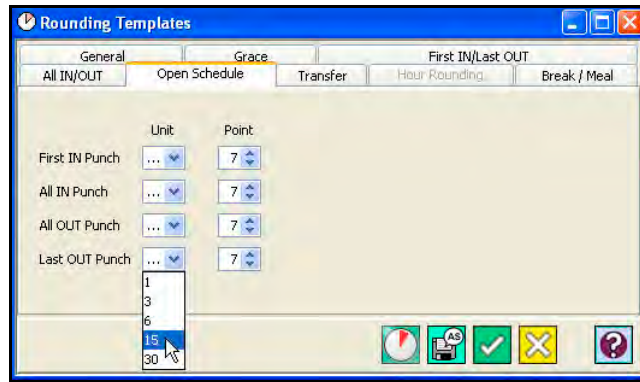 Rounding Templates
General Grace First IN/Last OUT
All IN/OUT Open Schedule Transfer Hour Rounding Break / Meal
Unit Point
First IN Punch ... 7
All IN Punch ... 7
All OUT Punch ... 7
Last OUT Punch ... 7
1
3
6
15
30
AS
?